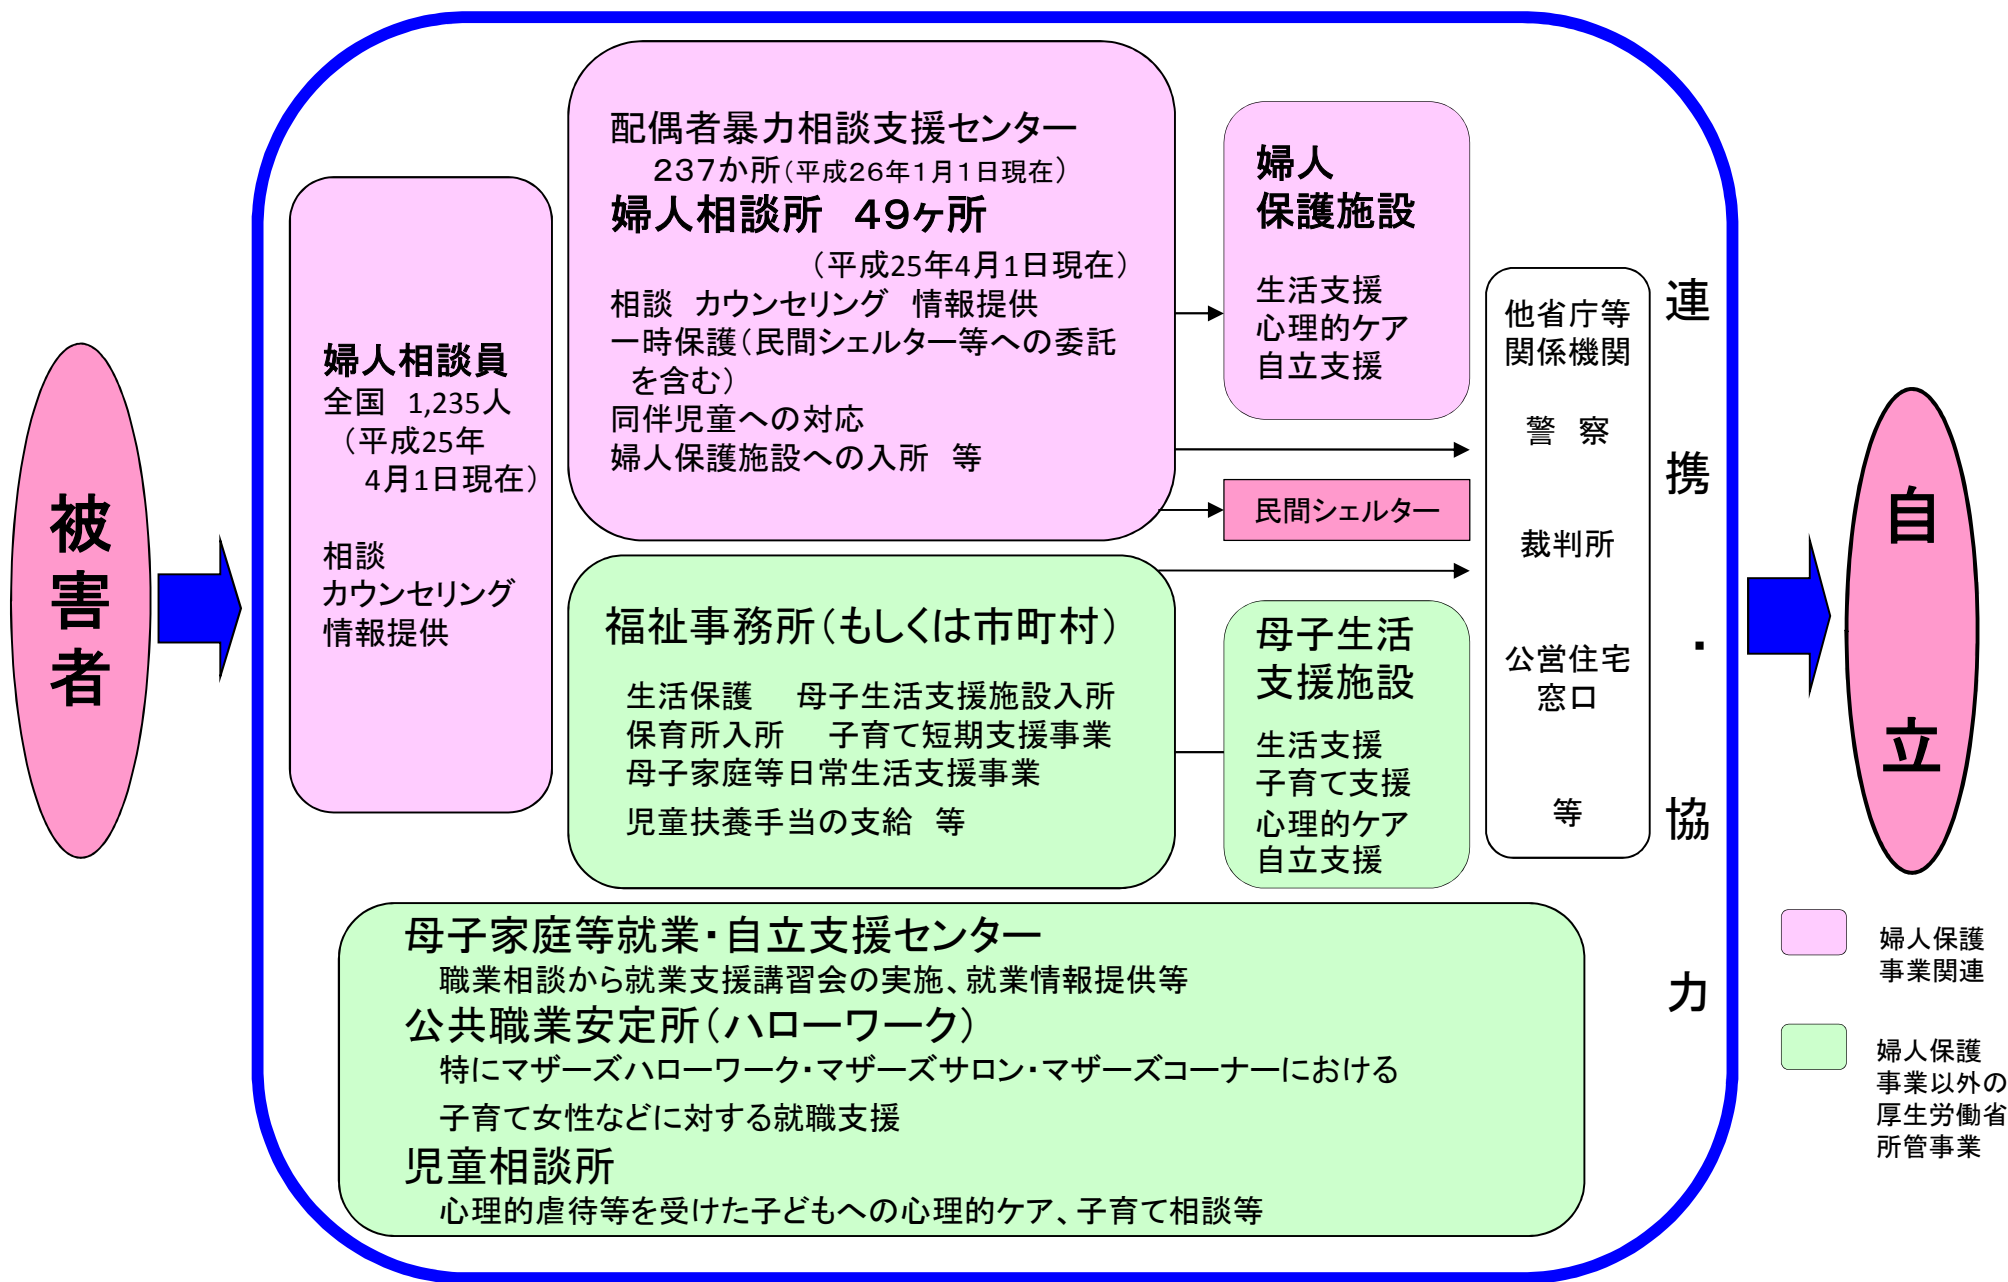 被害者
婦人相談員
全国　1,235人
（平成25年
4月1日現在）
相談
カウンセリング
情報提供
配偶者暴力相談支援センター
237か所（平成26年1月1日現在）
婦人相談所　49ヶ所
（平成25年4月1日現在）
相談　カウンセリング　情報提供
一時保護（民間シェルター等への委託
を含む）
同伴児童への対応
婦人保護施設への入所　等
婦人
保護施設
生活支援
心理的ケア
自立支援
民間シェルター
福祉事務所（もしくは市町村）
生活保護　母子生活支援施設入所
保育所入所　子育て短期支援事業
母子家庭等日常生活支援事業
児童扶養手当の支給　等
母子生活
支援施設
生活支援
子育て支援
心理的ケア
自立支援
他省庁等
関係機関
警　察
裁判所
公営住宅
窓口
等
連携・協力
母子家庭等就業・自立支援センター
職業相談から就業支援講習会の実施、就業情報提供等
公共職業安定所（ハローワーク）
特にマザーズハローワーク・マザーズサロン・マザーズコーナーにおける
子育て女性などに対する就職支援
児童相談所
心理的虐待等を受けた子どもへの心理的ケア、子育て相談等
自立
婦人保護
事業関連
婦人保護
事業以外の
厚生労働省
所管事業